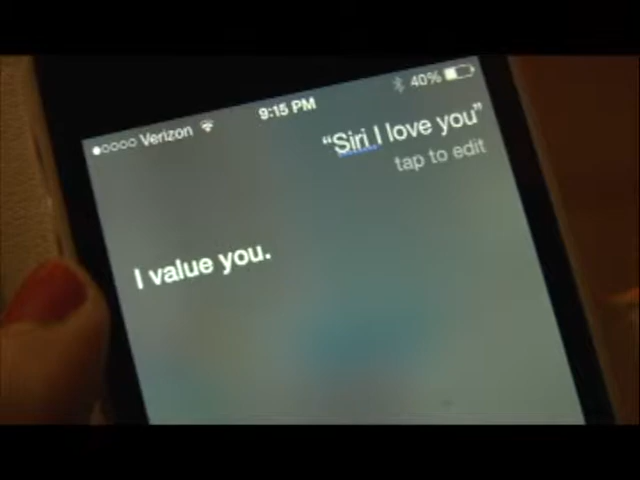 Verizon 9:15 PM 40%
“Siri I love you”
tap to edit
I value you.